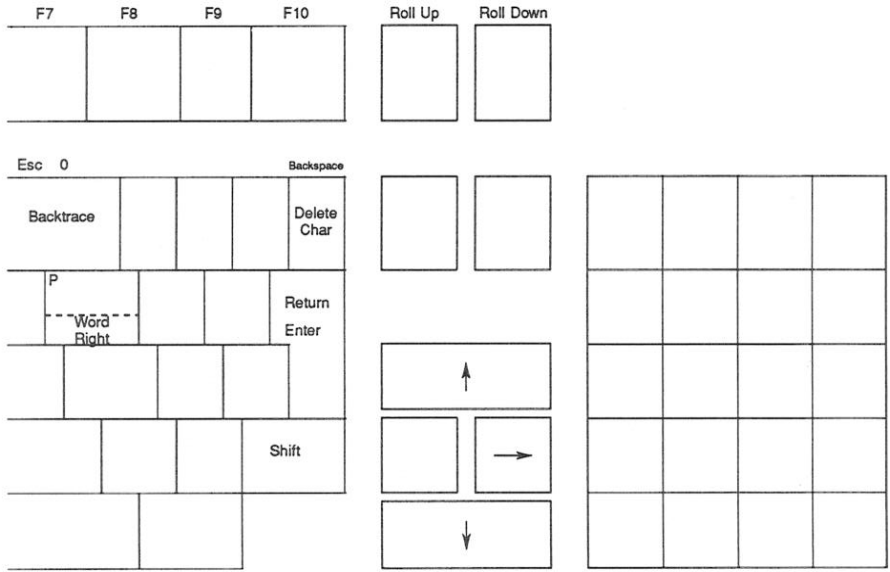 F7 F8 F9 F10 Roll Up Roll Down
Esc 0 Backspace
Backtrace
Delete
Char
P
Word
Right
Return
Enter
↑
Shift
→
↓